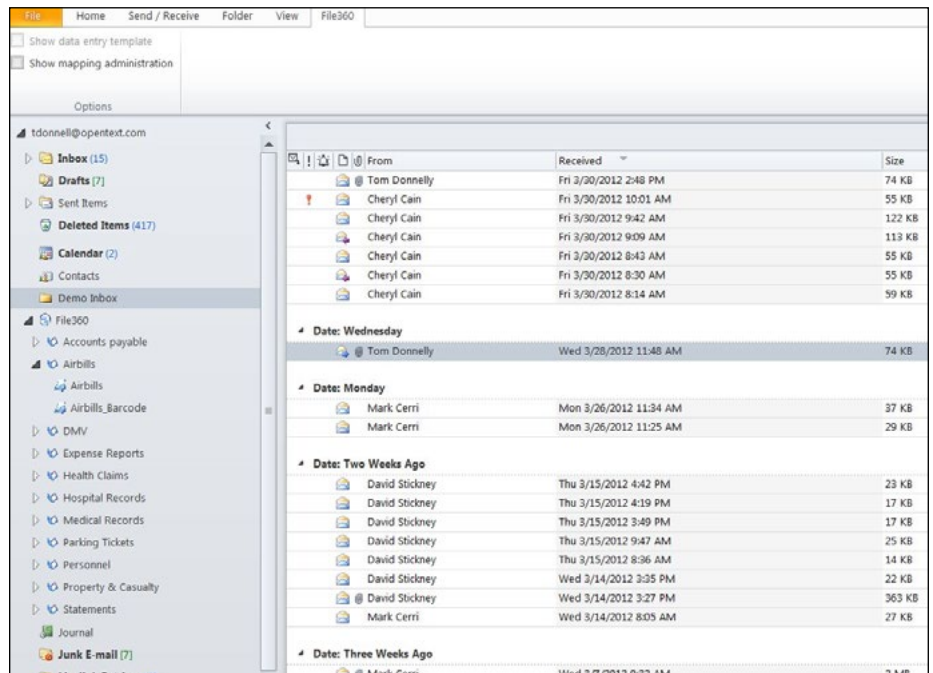 File Home Send / Receive Folder View File360
Show data entry template
Show mapping administration
Options
tdonnell@opentext.com
Inbox (15)
Drafts [7]
Sent Items
Deleted Items (417)
Calendar (2)
Contacts
Demo Inbox
File360
Accounts payable
Airbills
Airbills
Airbills_Barcode
DMV
Expense Reports
Health Claims
Hospital Records
Medical Records
Parking Tickets
Personnel
Property & Casualty
Statements
Journal
Junk E-mail [7]
! From Received Size
Tom Donnelly Fri 3/30/2012 2:48 PM 74 KB
Cheryl Cain Fri 3/30/2012 10:01 AM 55 KB
Cheryl Cain Fri 3/30/2012 9:42 AM 122 KB
Cheryl Cain Fri 3/30/2012 9:09 AM 113 KB
Cheryl Cain Fri 3/30/2012 8:43 AM 55 KB
Cheryl Cain Fri 3/30/2012 8:30 AM 55 KB
Cheryl Cain Fri 3/30/2012 8:14 AM 59 KB
Date: Wednesday
Tom Donnelly Wed 3/28/2012 11:48 AM 74 KB
Date: Monday
Mark Cerri Mon 3/26/2012 11:34 AM 37 KB
Mark Cerri Mon 3/26/2012 11:25 AM 29 KB
Date: Two Weeks Ago
David Stickney Thu 3/15/2012 4:42 PM 23 KB
David Stickney Thu 3/15/2012 4:19 PM 17 KB
David Stickney Thu 3/15/2012 3:49 PM 17 KB
David Stickney Thu 3/15/2012 9:47 AM 25 KB
David Stickney Thu 3/15/2012 8:36 AM 14 KB
David Stickney Wed 3/14/2012 3:35 PM 22 KB
David Stickney Wed 3/14/2012 3:27 PM 363 KB
Mark Cerri Wed 3/14/2012 8:05 AM 27 KB
Date: Three Weeks Ago